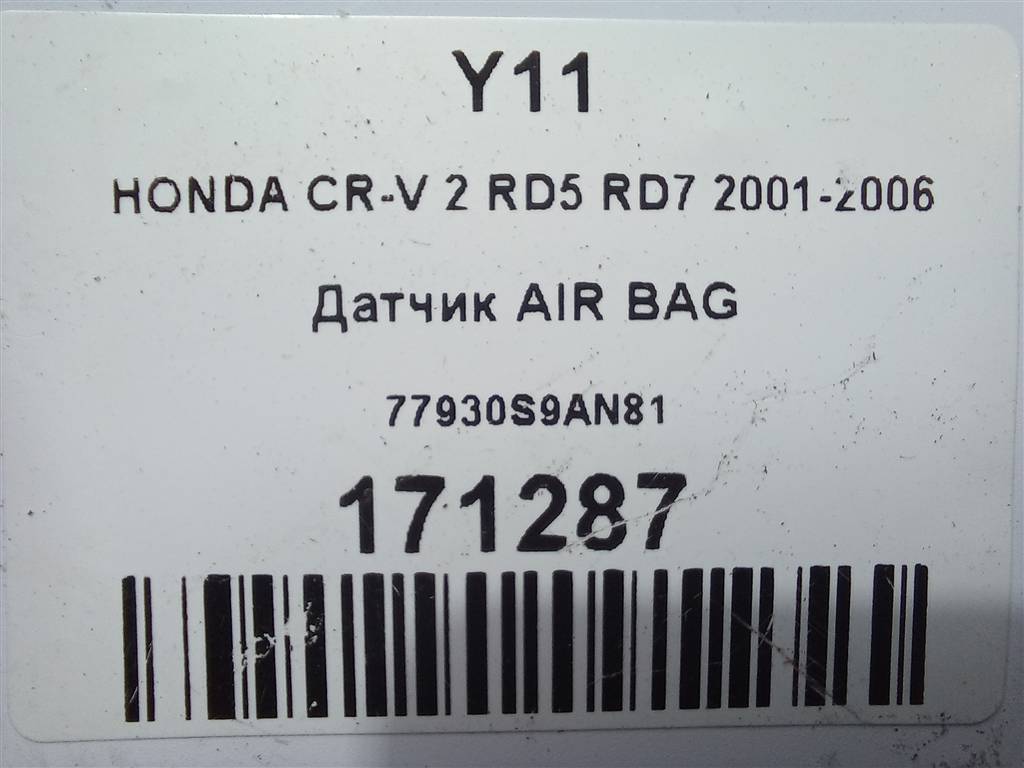 Y11
HONDA CR-V 2 RD5 RD7 2001-2006
Датчик AIR BAG
77930S9AN81
171287